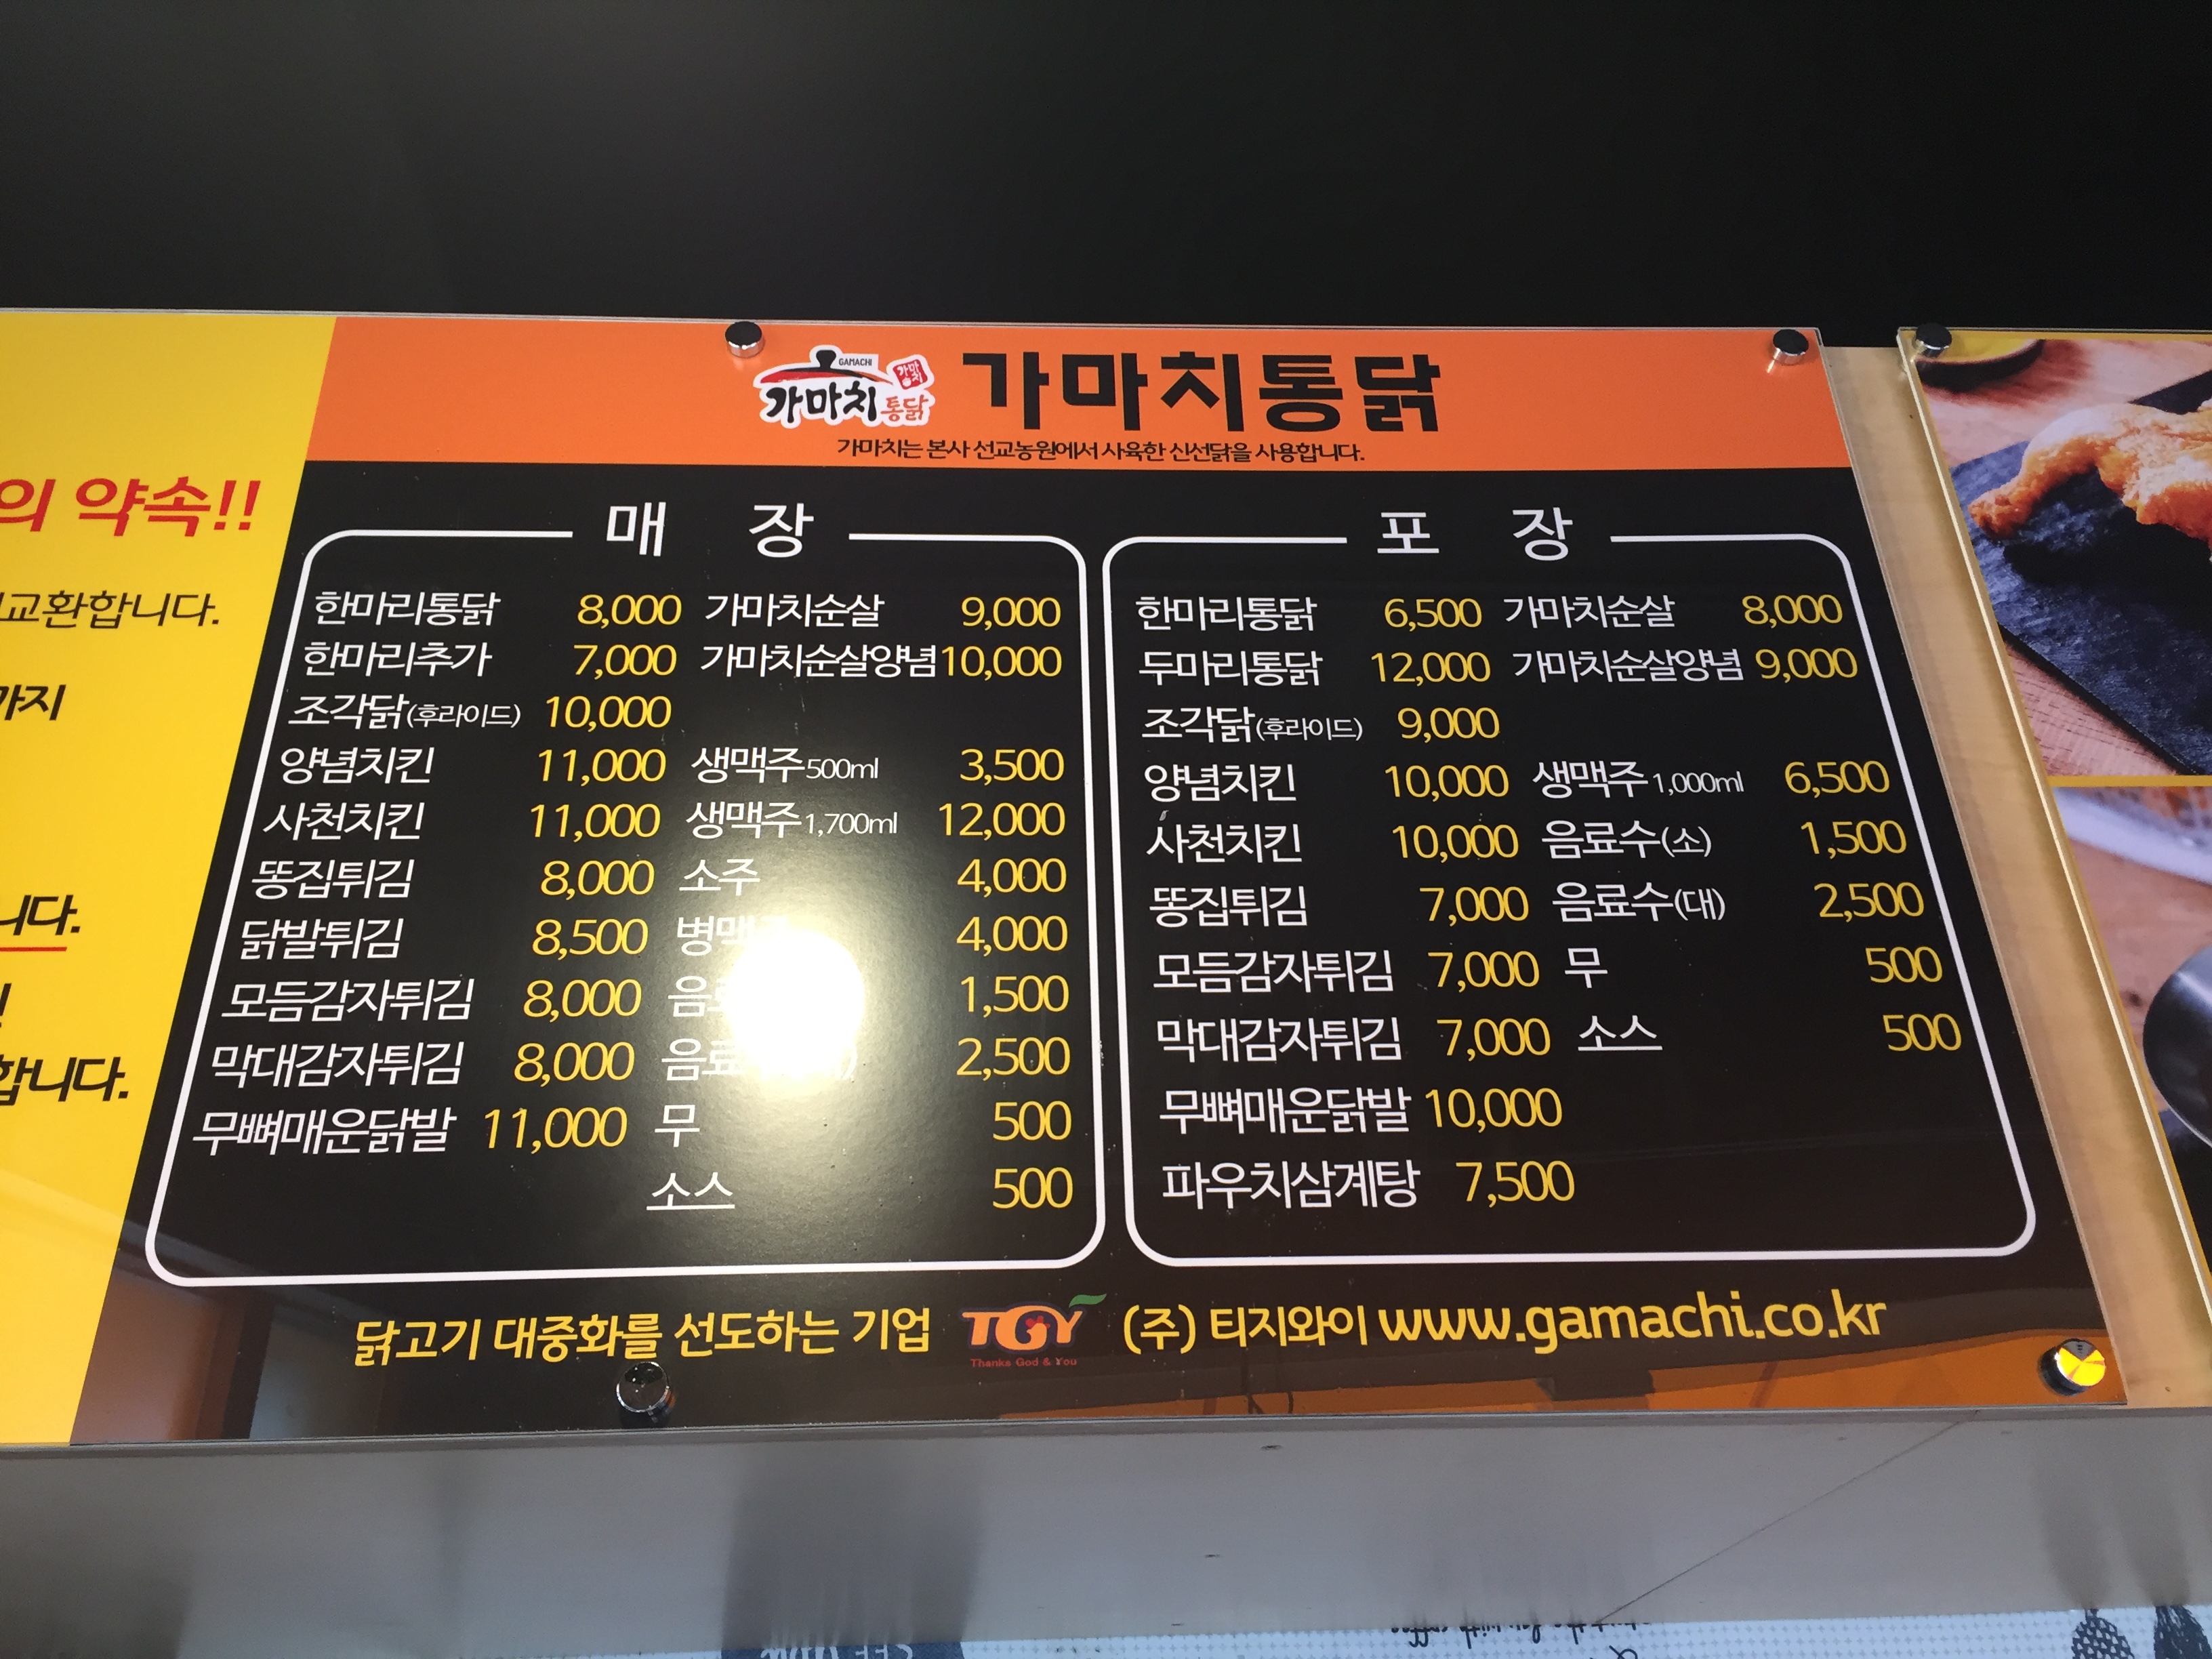 GAMACHI
가마치통닭
가마치
가마치통닭
가마치는 본사 선교농원에서 사육한 신선닭을 사용합니다.
의 약속!!
교환합니다.
까지
니다.
합니다.
매 장
한마리통닭 8,000 가마치순살 9,000
한마리추가 7,000 가마치순살양념 10,000
조각닭(후라이드) 10,000
양념치킨 11,000 생맥주 500ml 3,500
사천치킨 11,000 생맥주 1,700ml 12,000
똥집튀김 8,000 소주 4,000
닭발튀김 8,500 병맥 4,000
모듬감자튀김 8,000 음료 1,500
막대감자튀김 8,000 음료 2,500
무뼈매운닭발 11,000 무 500
소스 500
포 장
한마리통닭 6,500 가마치순살 8,000
두마리통닭 12,000 가마치순살양념 9,000
조각닭(후라이드) 9,000
양념치킨 10,000 생맥주 1,000ml 6,500
사천치킨 10,000 음료수(소) 1,500
똥집튀김 7,000 음료수(대) 2,500
모듬감자튀김 7,000 무 500
막대감자튀김 7,000 소스 500
무뼈매운닭발 10,000
파우치삼계탕 7,500
닭고기 대중화를 선도하는 기업 TGY (주) 티지와이 www.gamachi.co.kr
Thanks God & You